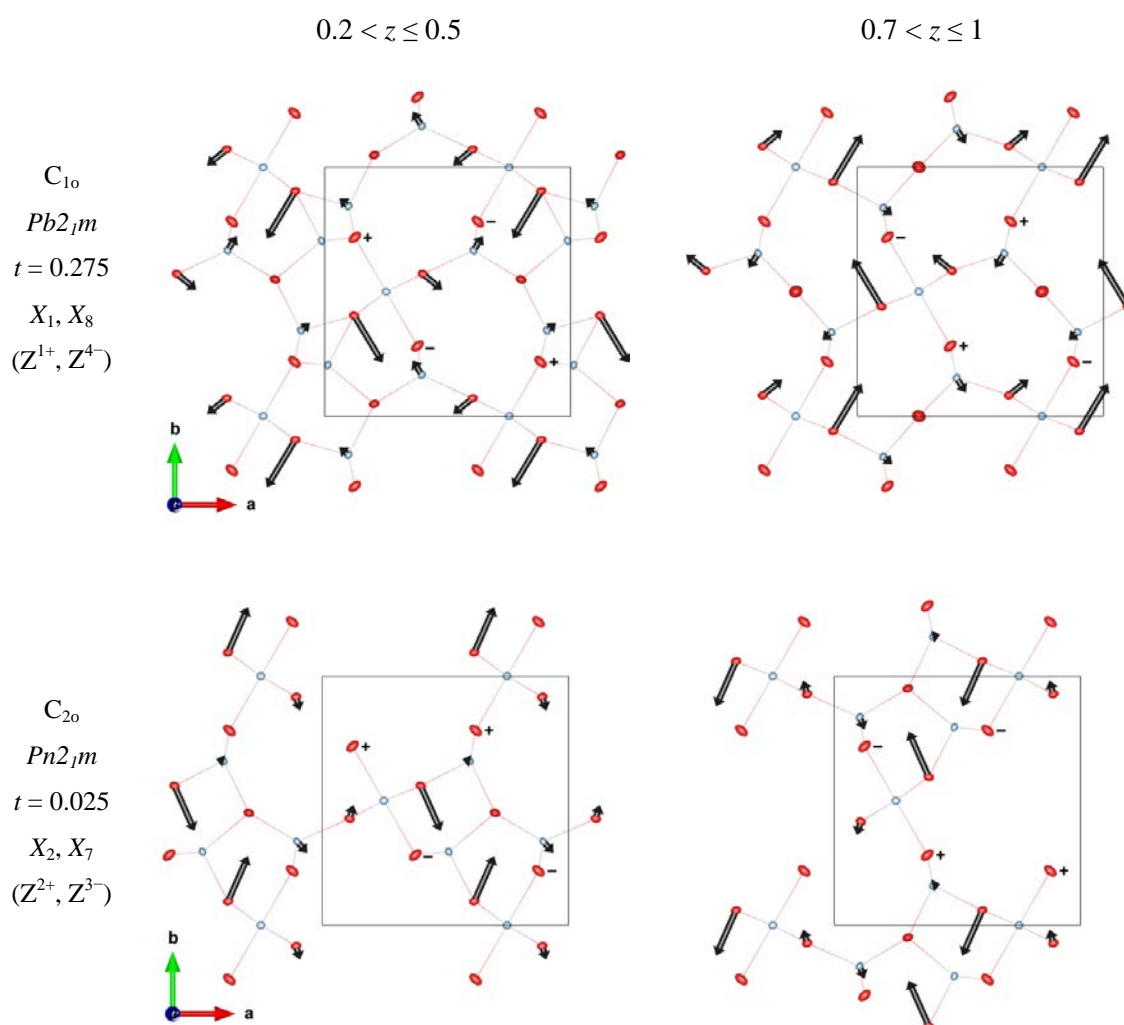 0.2 < z ≤ 0.5
0.7 < z ≤ 1
C₁ₒ
Pb2₁m
t = 0.275
X₁, X₈
(Z¹⁺, Z⁴⁻)
+
−
−
+
b
a
−
+
+
−
C₂ₒ
Pn2₁m
t = 0.025
X₂, X₇
(Z²⁺, Z³⁻)
+
+
−
−
b
a
−
−
+
+